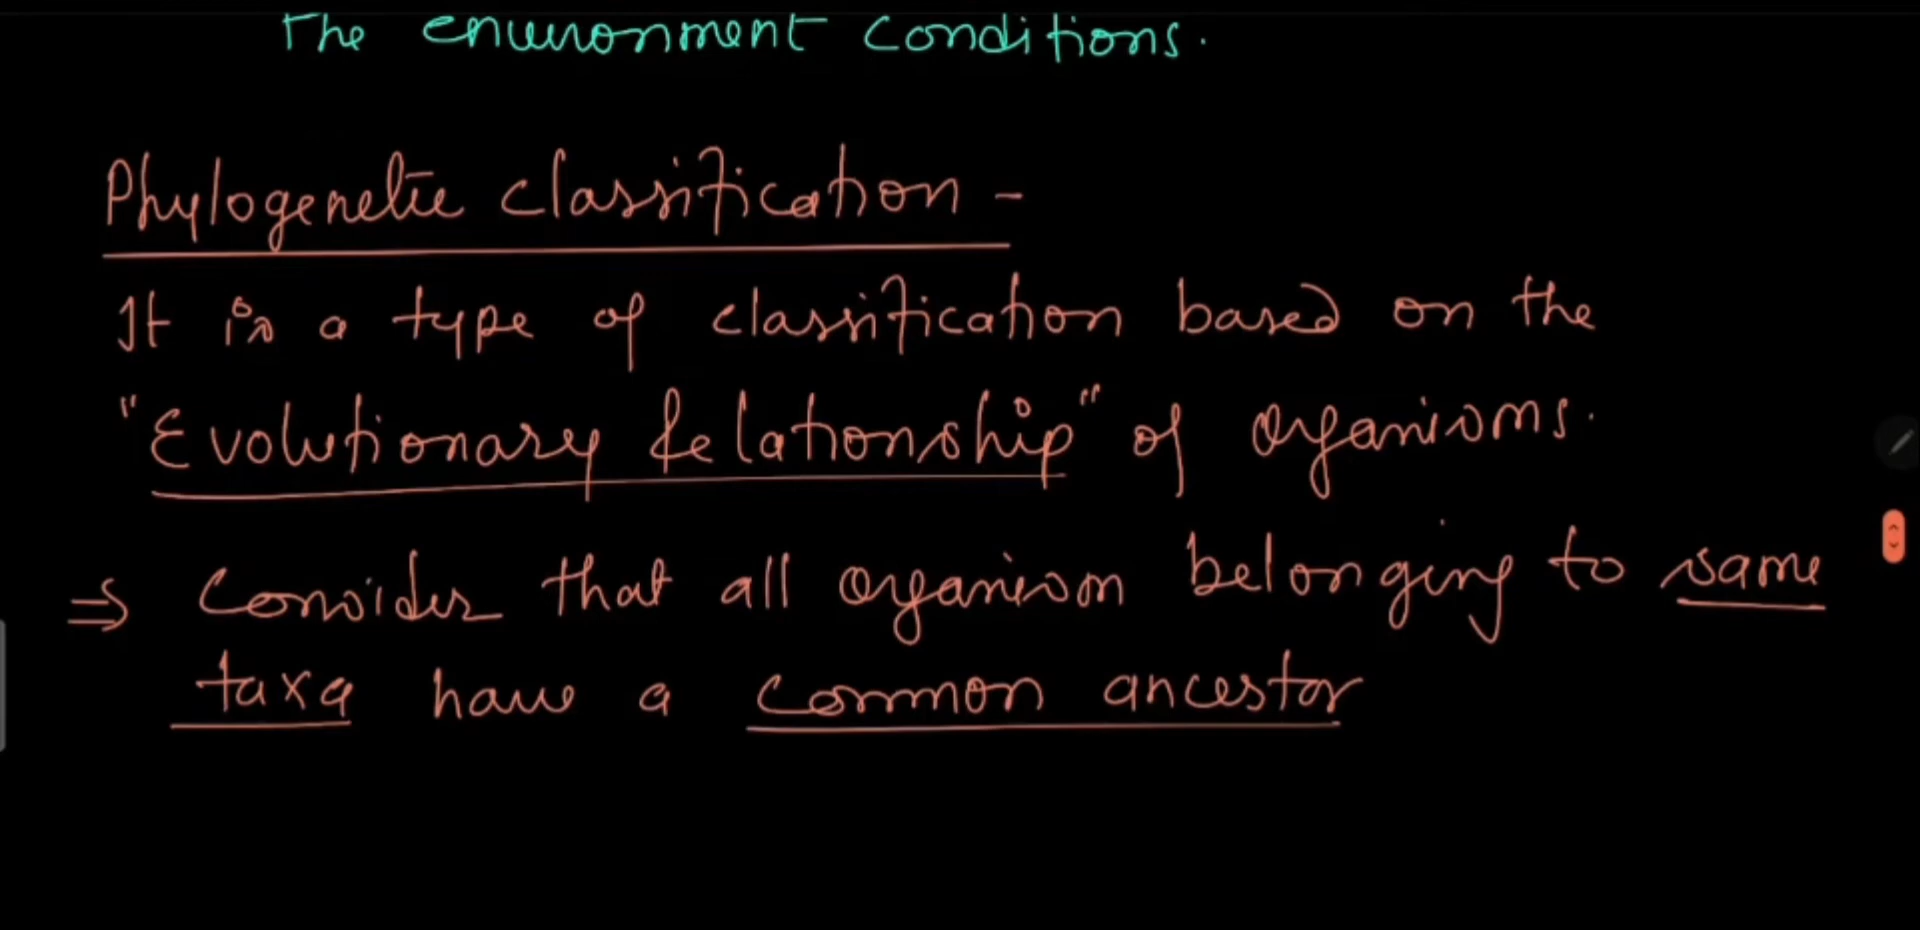 The environment conditions.
Phylogenetic classification -
It is a type of classification based on the
"Evolutionary Relationship" of organisms.
⇒ Consider that all organism belonging to same
taxa have a common ancestor